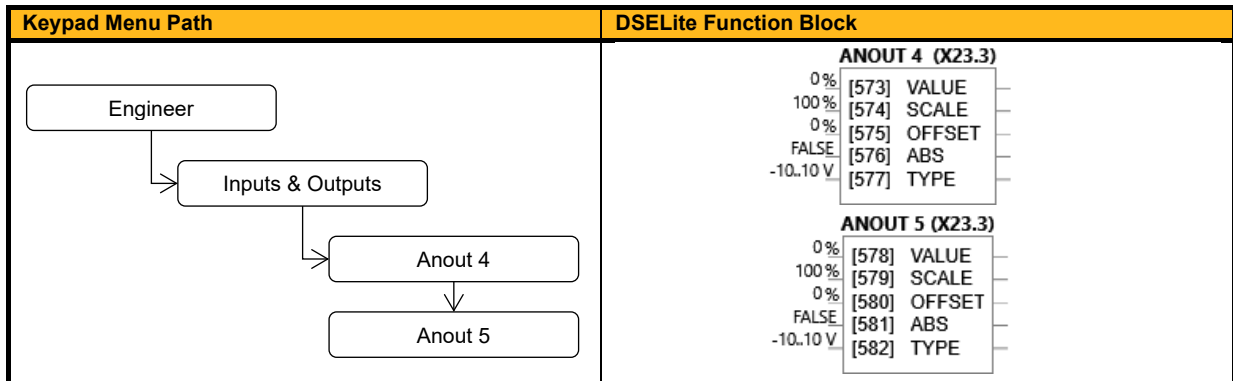 Keypad Menu Path
DSELite Function Block
Engineer
Inputs & Outputs
Anout 4
Anout 5
ANOUT 4 (X23.3)
0% [573] VALUE
100% [574] SCALE
0% [575] OFFSET
FALSE [576] ABS
-10..10 V [577] TYPE
ANOUT 5 (X23.3)
0% [578] VALUE
100% [579] SCALE
0% [580] OFFSET
FALSE [581] ABS
-10..10 V [582] TYPE